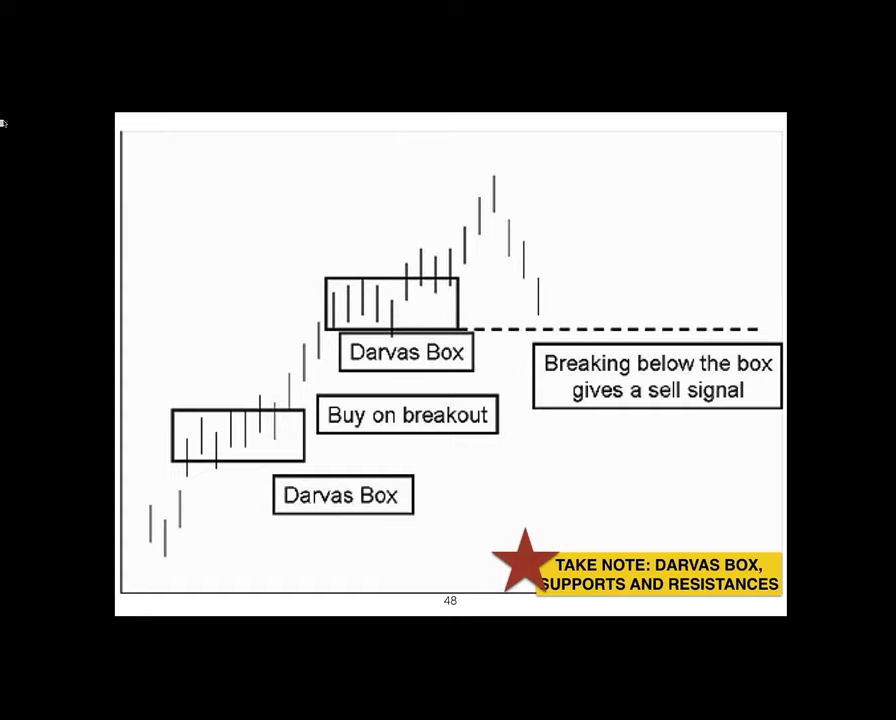 Darvas Box
Breaking below the box
gives a sell signal
Buy on breakout
Darvas Box
TAKE NOTE: DARVAS BOX,
SUPPORTS AND RESISTANCES
48